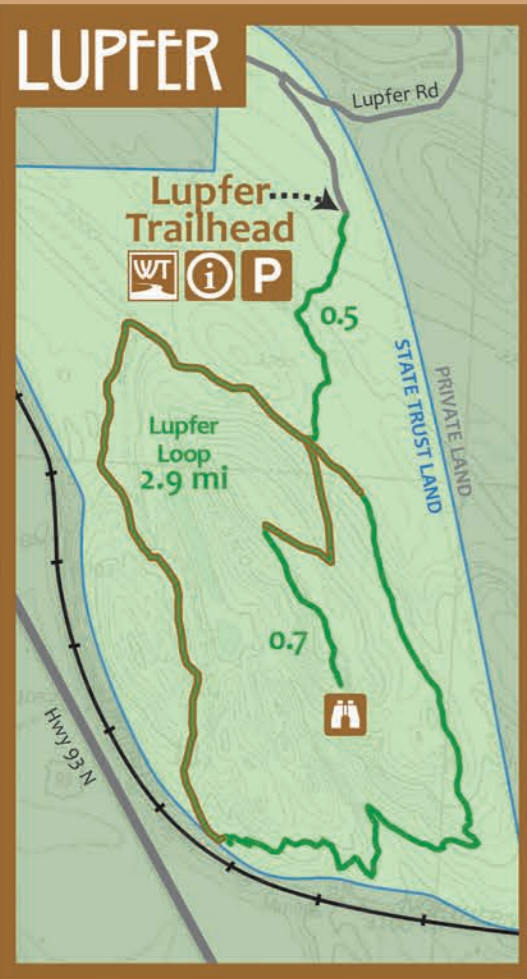 LUPFER
Lupfer Rd
Lupfer
Trailhead
WT
i
P
0.5
STATE TRUST LAND
PRIVATE LAND
Lupfer
Loop
2.9 mi
0.7
Hwy 93 N
93